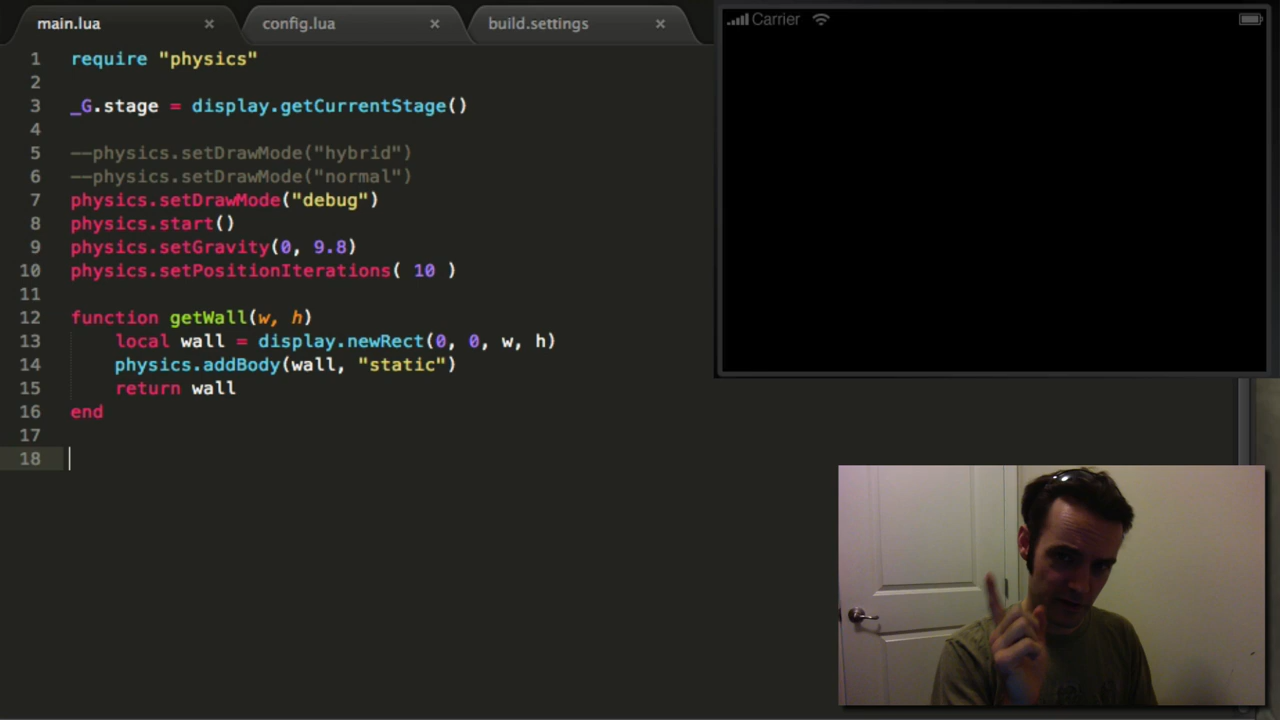 main.lua × config.lua × build.settings ×
Carrier
1 require "physics"
2
3 _G.stage = display.getCurrentStage()
4
5 --physics.setDrawMode("hybrid")
6 --physics.setDrawMode("normal")
7 physics.setDrawMode("debug")
8 physics.start()
9 physics.setGravity(0, 9.8)
10 physics.setPositionIterations( 10 )
11
12 function getWall(w, h)
13 local wall = display.newRect(0, 0, w, h)
14 physics.addBody(wall, "static")
15 return wall
16 end
17
18